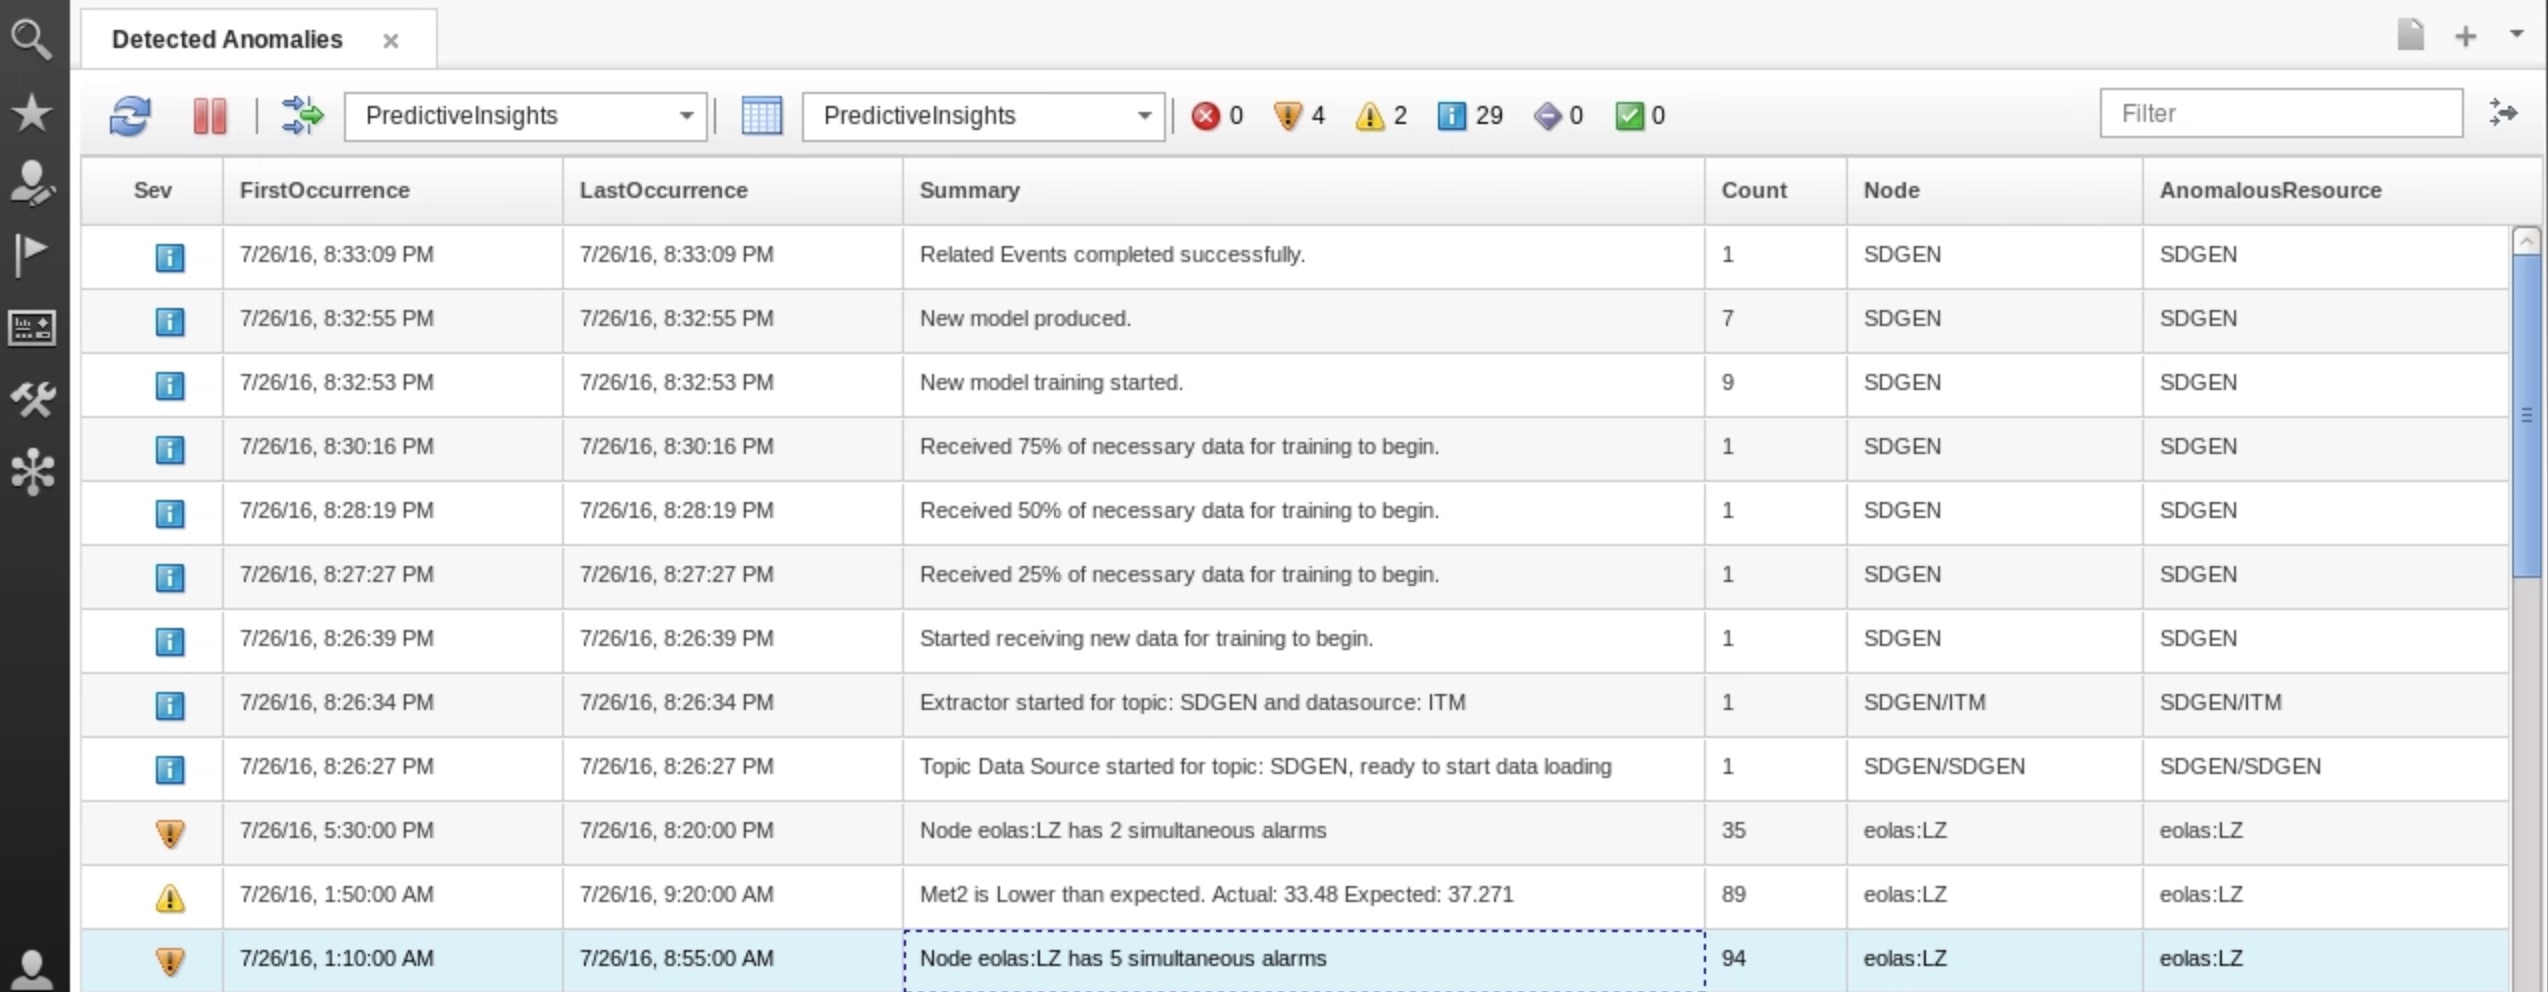 Detected Anomalies
PredictiveInsights PredictiveInsights 0 4 2 29 0 0 Filter
Sev FirstOccurrence LastOccurrence Summary Count Node AnomalousResource
7/26/16, 8:33:09 PM 7/26/16, 8:33:09 PM Related Events completed successfully. 1 SDGEN SDGEN
7/26/16, 8:32:55 PM 7/26/16, 8:32:55 PM New model produced. 7 SDGEN SDGEN
7/26/16, 8:32:53 PM 7/26/16, 8:32:53 PM New model training started. 9 SDGEN SDGEN
7/26/16, 8:30:16 PM 7/26/16, 8:30:16 PM Received 75% of necessary data for training to begin. 1 SDGEN SDGEN
7/26/16, 8:28:19 PM 7/26/16, 8:28:19 PM Received 50% of necessary data for training to begin. 1 SDGEN SDGEN
7/26/16, 8:27:27 PM 7/26/16, 8:27:27 PM Received 25% of necessary data for training to begin. 1 SDGEN SDGEN
7/26/16, 8:26:39 PM 7/26/16, 8:26:39 PM Started receiving new data for training to begin. 1 SDGEN SDGEN
7/26/16, 8:26:34 PM 7/26/16, 8:26:34 PM Extractor started for topic: SDGEN and datasource: ITM 1 SDGEN/ITM SDGEN/ITM
7/26/16, 8:26:27 PM 7/26/16, 8:26:27 PM Topic Data Source started for topic: SDGEN, ready to start data loading 1 SDGEN/SDGEN SDGEN/SDGEN
7/26/16, 5:30:00 PM 7/26/16, 8:20:00 PM Node eolas:LZ has 2 simultaneous alarms 35 eolas:LZ eolas:LZ
7/26/16, 1:50:00 AM 7/26/16, 9:20:00 AM Met2 is Lower than expected. Actual: 33.48 Expected: 37.271 89 eolas:LZ eolas:LZ
7/26/16, 1:10:00 AM 7/26/16, 8:55:00 AM Node eolas:LZ has 5 simultaneous alarms 94 eolas:LZ eolas:LZ